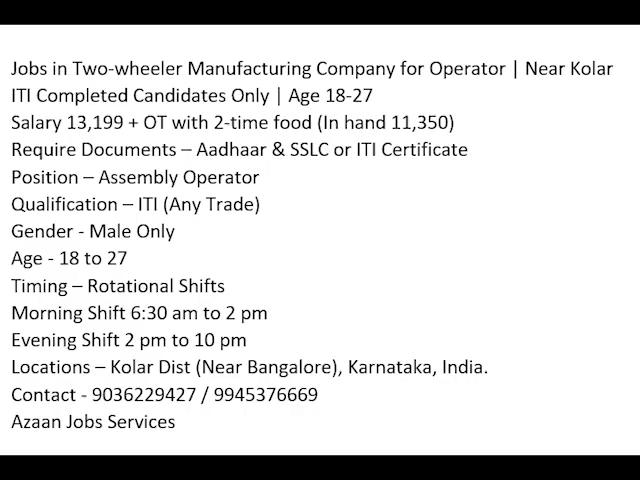 Jobs in Two-wheeler Manufacturing Company for Operator | Near Kolar
ITI Completed Candidates Only | Age 18-27
Salary 13,199 + OT with 2-time food (In hand 11,350)
Require Documents – Aadhaar & SSLC or ITI Certificate
Position – Assembly Operator
Qualification – ITI (Any Trade)
Gender - Male Only
Age - 18 to 27
Timing – Rotational Shifts
Morning Shift 6:30 am to 2 pm
Evening Shift 2 pm to 10 pm
Locations – Kolar Dist (Near Bangalore), Karnataka, India.
Contact - 9036229427 / 9945376669
Azaan Jobs Services